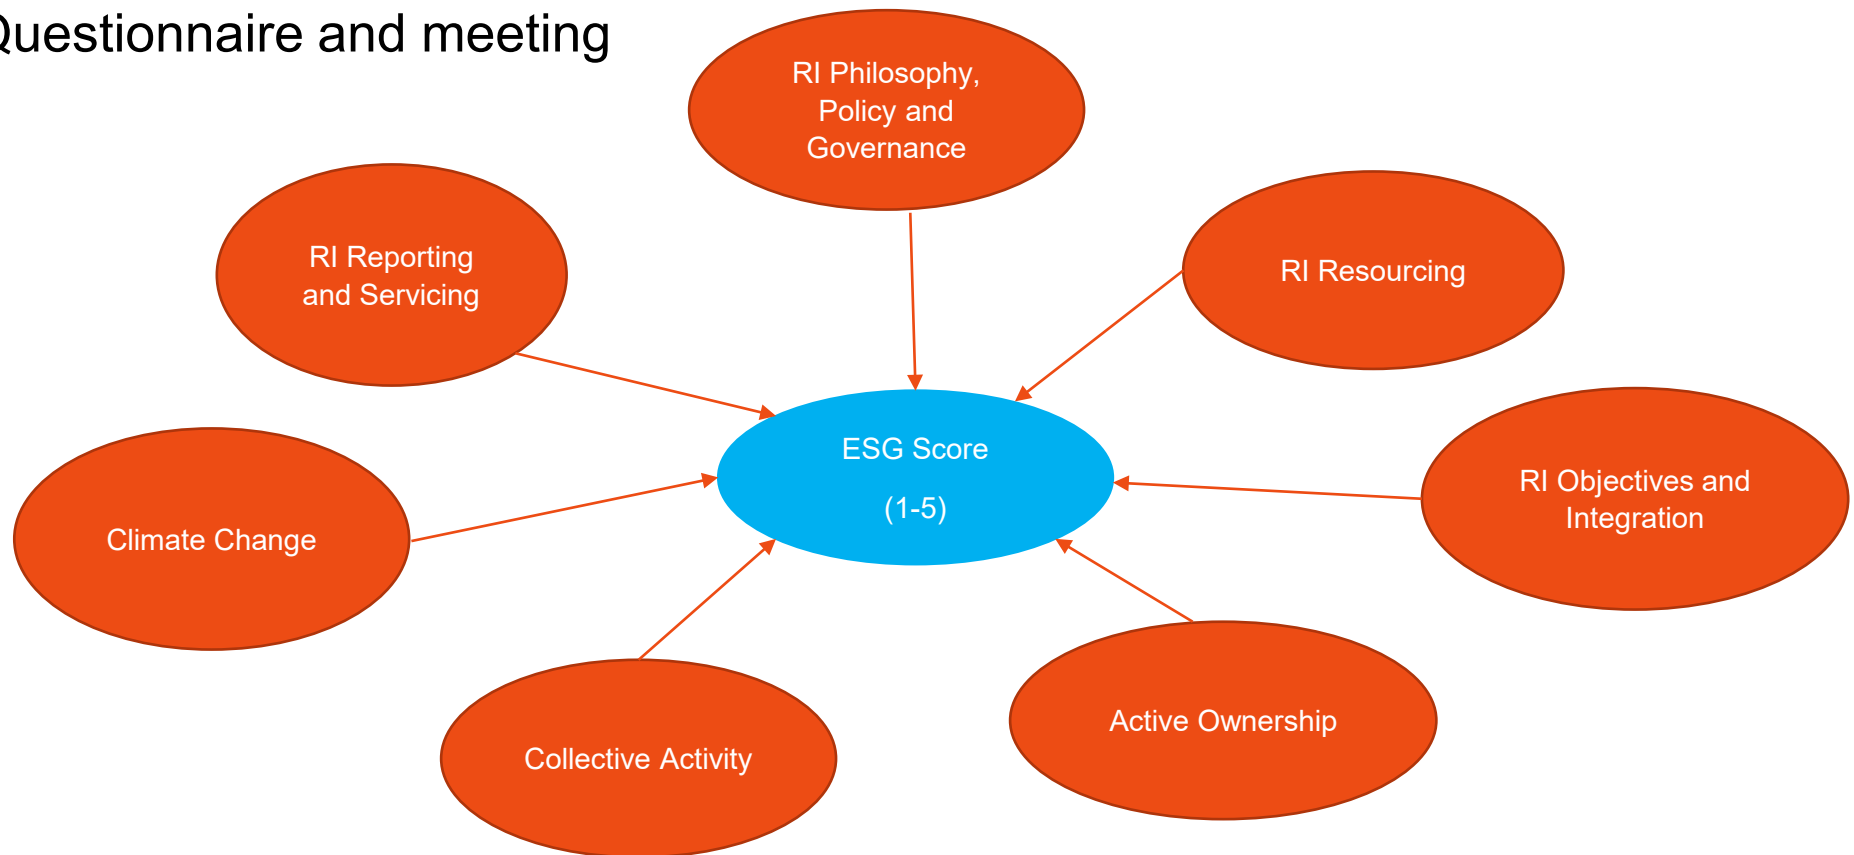 Questionnaire and meeting
RI Philosophy,
Policy and
Governance
RI Reporting
and Servicing
RI Resourcing
ESG Score
(1-5)
RI Objectives and
Integration
Climate Change
Active Ownership
Collective Activity